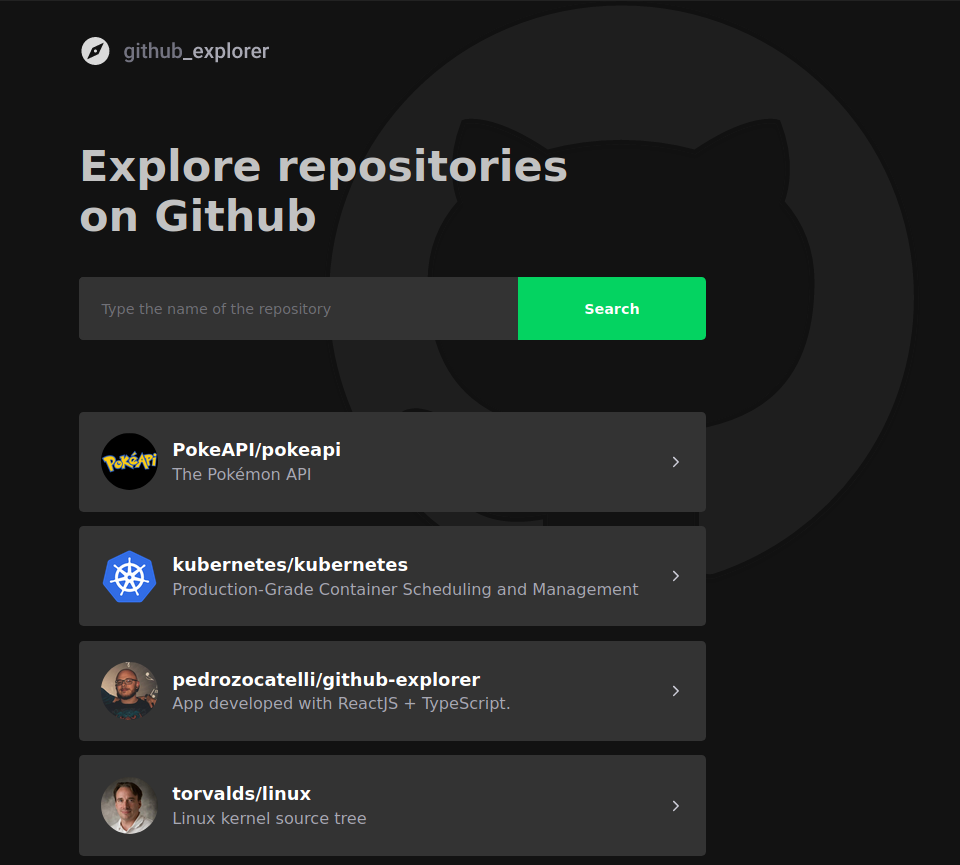 github_explorer
Explore repositories
on Github
Type the name of the repository
Search
PokéAPi
PokeAPI/pokeapi
The Pokémon API
kubernetes/kubernetes
Production-Grade Container Scheduling and Management
pedrozocatelli/github-explorer
App developed with ReactJS + TypeScript.
torvalds/linux
Linux kernel source tree